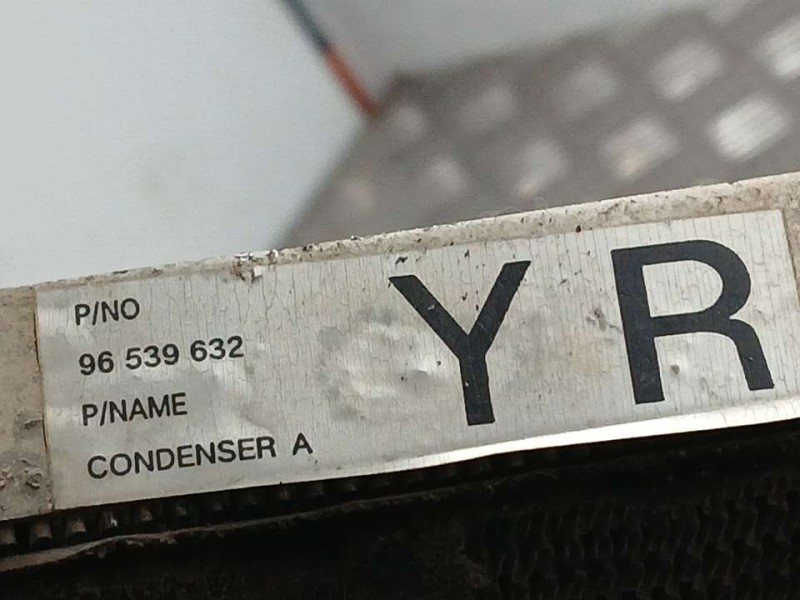 P/NO
96 539 632
P/NAME
CONDENSER A
YR